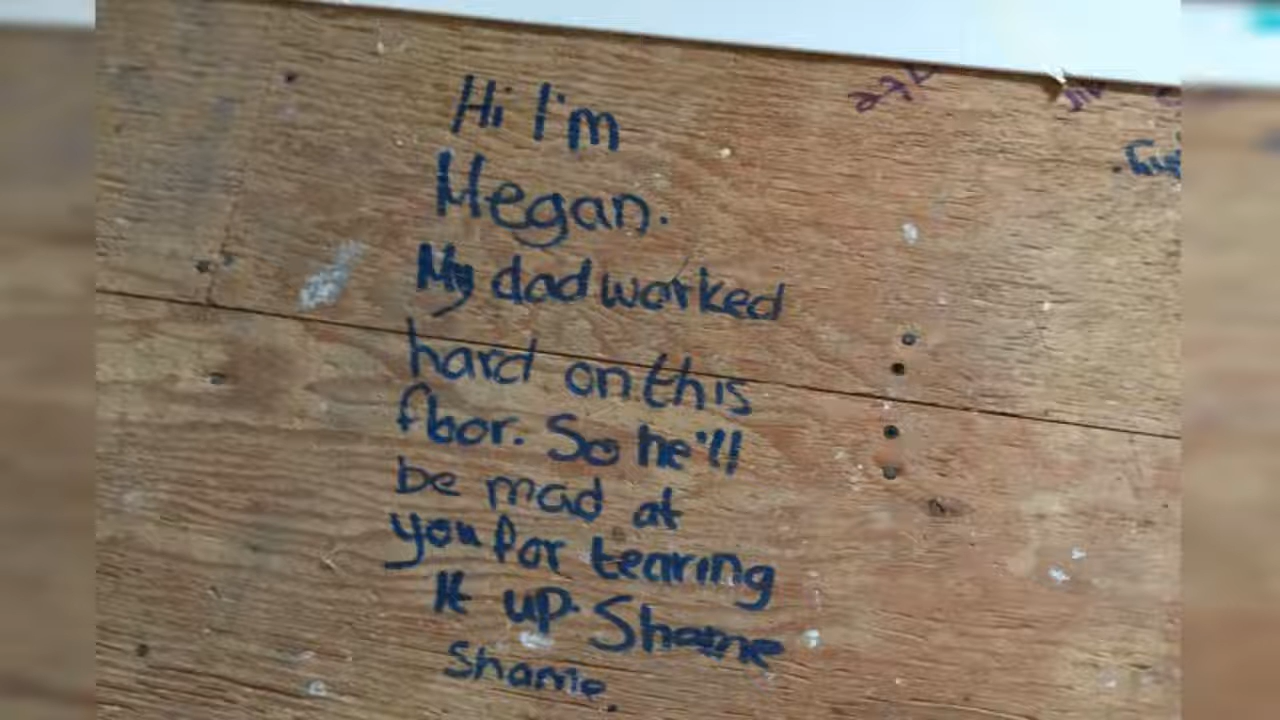 Hi I'm
Megan.
My dad worked
hard on this
floor. So he'll
be mad at
you for tearing
It up. Shame
Shame.